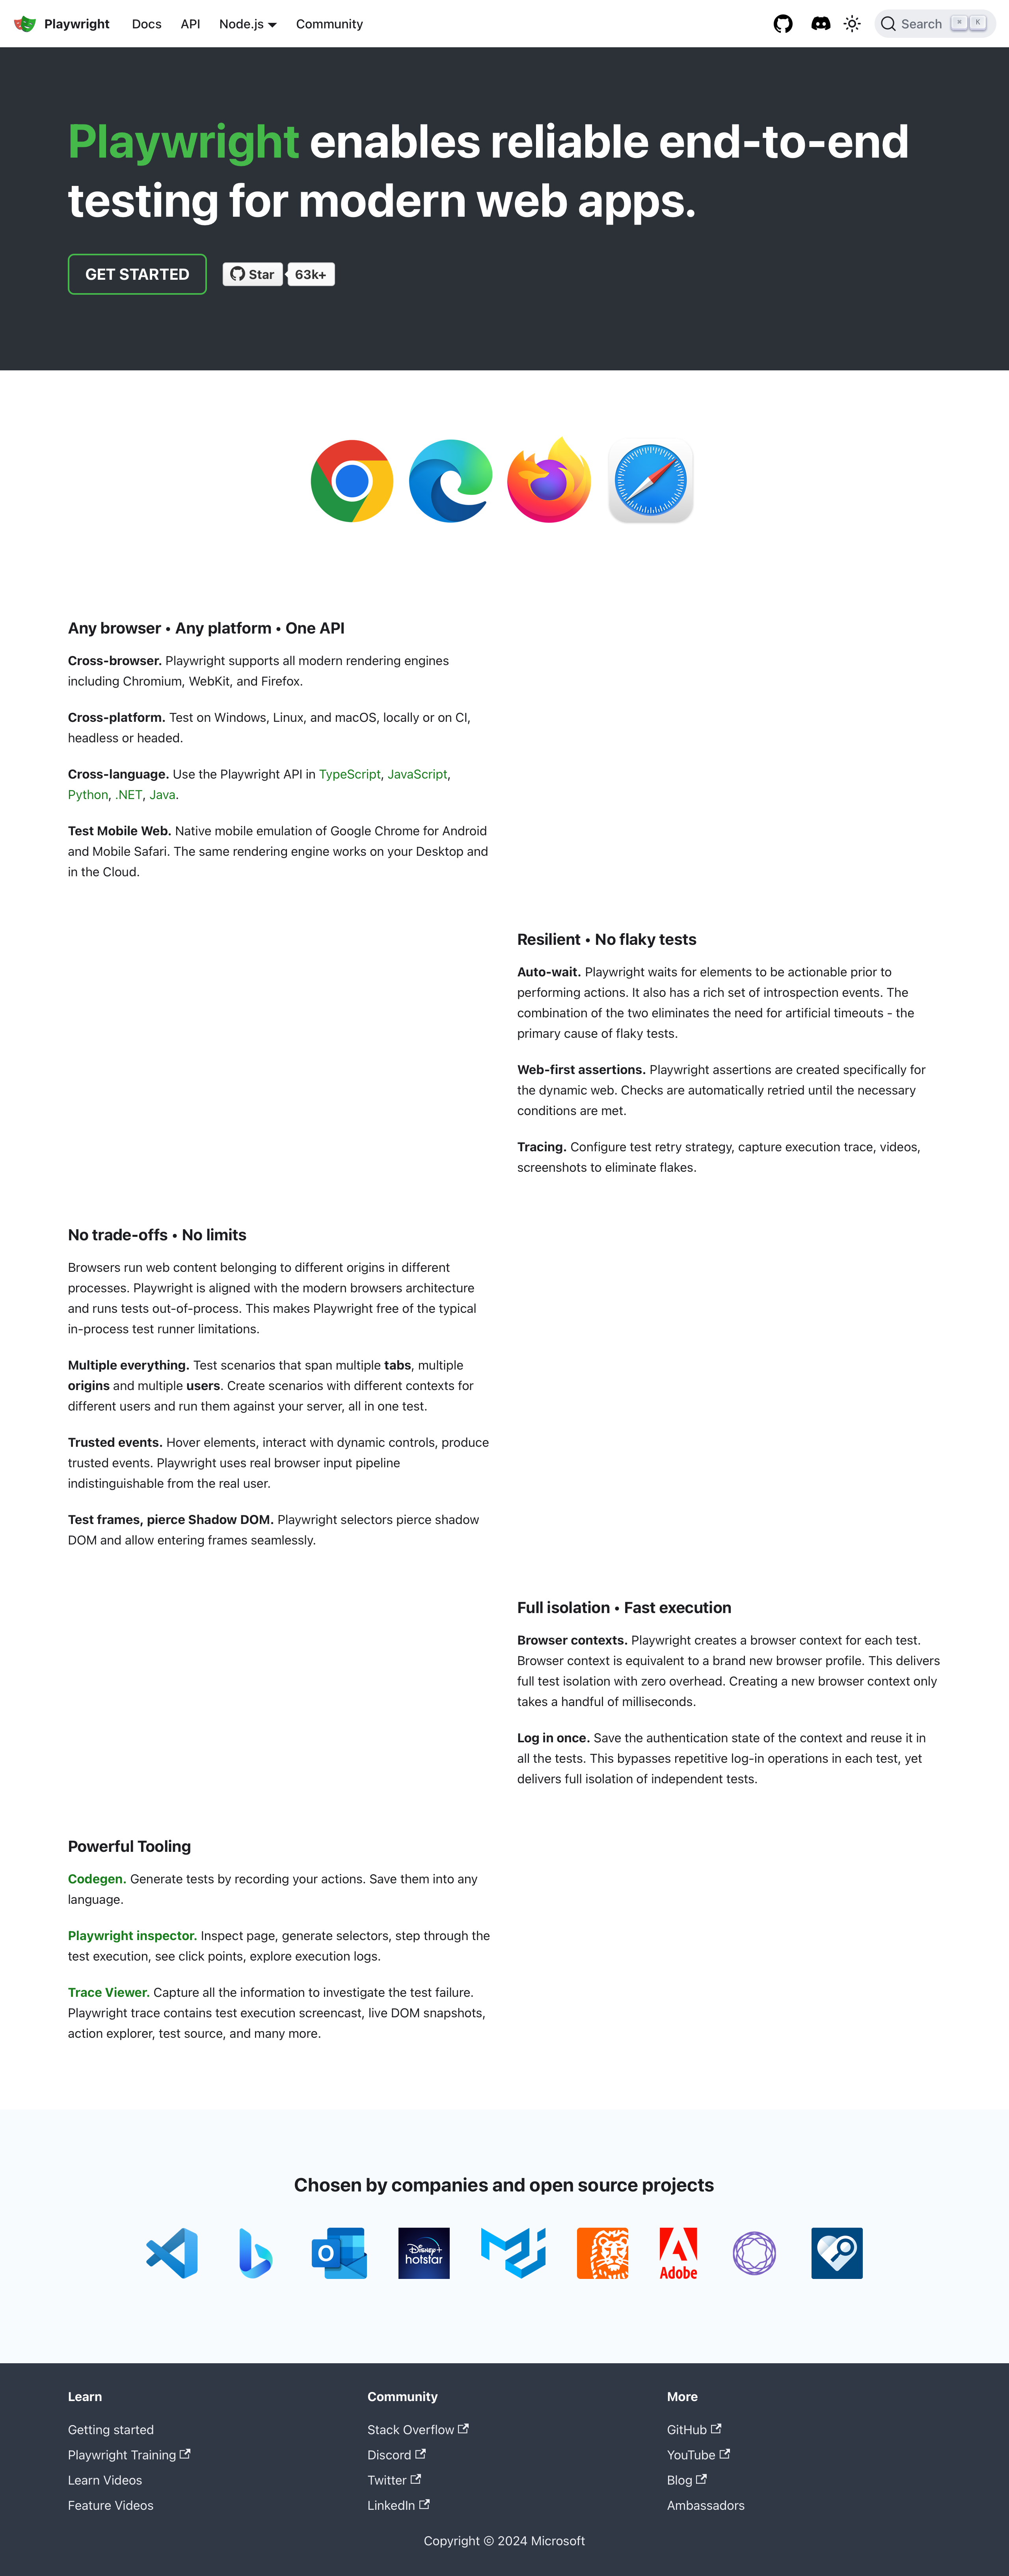 Playwright Docs API Node.js Community Search ⌘ K
Playwright enables reliable end-to-end
testing for modern web apps.
GET STARTED Star 63k+
Any browser • Any platform • One API
Cross-browser. Playwright supports all modern rendering engines
including Chromium, WebKit, and Firefox.
Cross-platform. Test on Windows, Linux, and macOS, locally or on CI,
headless or headed.
Cross-language. Use the Playwright API in TypeScript, JavaScript,
Python, .NET, Java.
Test Mobile Web. Native mobile emulation of Google Chrome for Android
and Mobile Safari. The same rendering engine works on your Desktop and
in the Cloud.
Resilient • No flaky tests
Auto-wait. Playwright waits for elements to be actionable prior to
performing actions. It also has a rich set of introspection events. The
combination of the two eliminates the need for artificial timeouts - the
primary cause of flaky tests.
Web-first assertions. Playwright assertions are created specifically for
the dynamic web. Checks are automatically retried until the necessary
conditions are met.
Tracing. Configure test retry strategy, capture execution trace, videos,
screenshots to eliminate flakes.
No trade-offs • No limits
Browsers run web content belonging to different origins in different
processes. Playwright is aligned with the modern browsers architecture
and runs tests out-of-process. This makes Playwright free of the typical
in-process test runner limitations.
Multiple everything. Test scenarios that span multiple tabs, multiple
origins and multiple users. Create scenarios with different contexts for
different users and run them against your server, all in one test.
Trusted events. Hover elements, interact with dynamic controls, produce
trusted events. Playwright uses real browser input pipeline
indistinguishable from the real user.
Test frames, pierce Shadow DOM. Playwright selectors pierce shadow
DOM and allow entering frames seamlessly.
Full isolation • Fast execution
Browser contexts. Playwright creates a browser context for each test.
Browser context is equivalent to a brand new browser profile. This delivers
full test isolation with zero overhead. Creating a new browser context only
takes a handful of milliseconds.
Log in once. Save the authentication state of the context and reuse it in
all the tests. This bypasses repetitive log-in operations in each test, yet
delivers full isolation of independent tests.
Powerful Tooling
Codegen. Generate tests by recording your actions. Save them into any
language.
Playwright inspector. Inspect page, generate selectors, step through the
test execution, see click points, explore execution logs.
Trace Viewer. Capture all the information to investigate the test failure.
Playwright trace contains test execution screencast, live DOM snapshots,
action explorer, test source, and many more.
Chosen by companies and open source projects
O
Disney+
hotstar
Adobe
Learn
Getting started
Playwright Training
Learn Videos
Feature Videos
Community
Stack Overflow
Discord
Twitter
LinkedIn
More
GitHub
YouTube
Blog
Ambassadors
Copyright © 2024 Microsoft